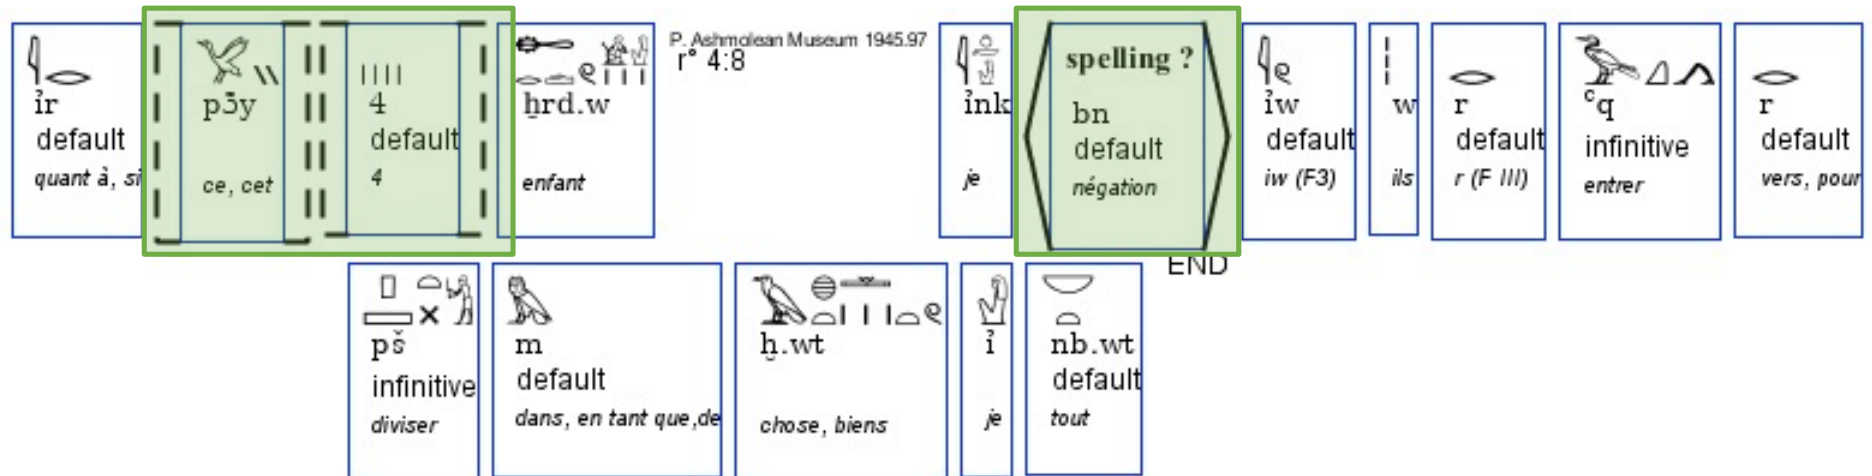 ỉr
default
quant à, si
pꜣy
ce, cet
4
default
4
ẖrd.w
enfant
P. Ashmolean Museum 1945.97
r° 4:8
ỉnk
je
spelling ?
bn
default
négation
ỉw
default
iw (F3)
w
ils
r
default
r (F III)
ꜥq
infinitive
entrer
r
default
vers, pour
pš
infinitive
diviser
m
default
dans, en tant que,de
ḫ.wt
chose, biens
ỉ
je
nb.wt
default
tout
END